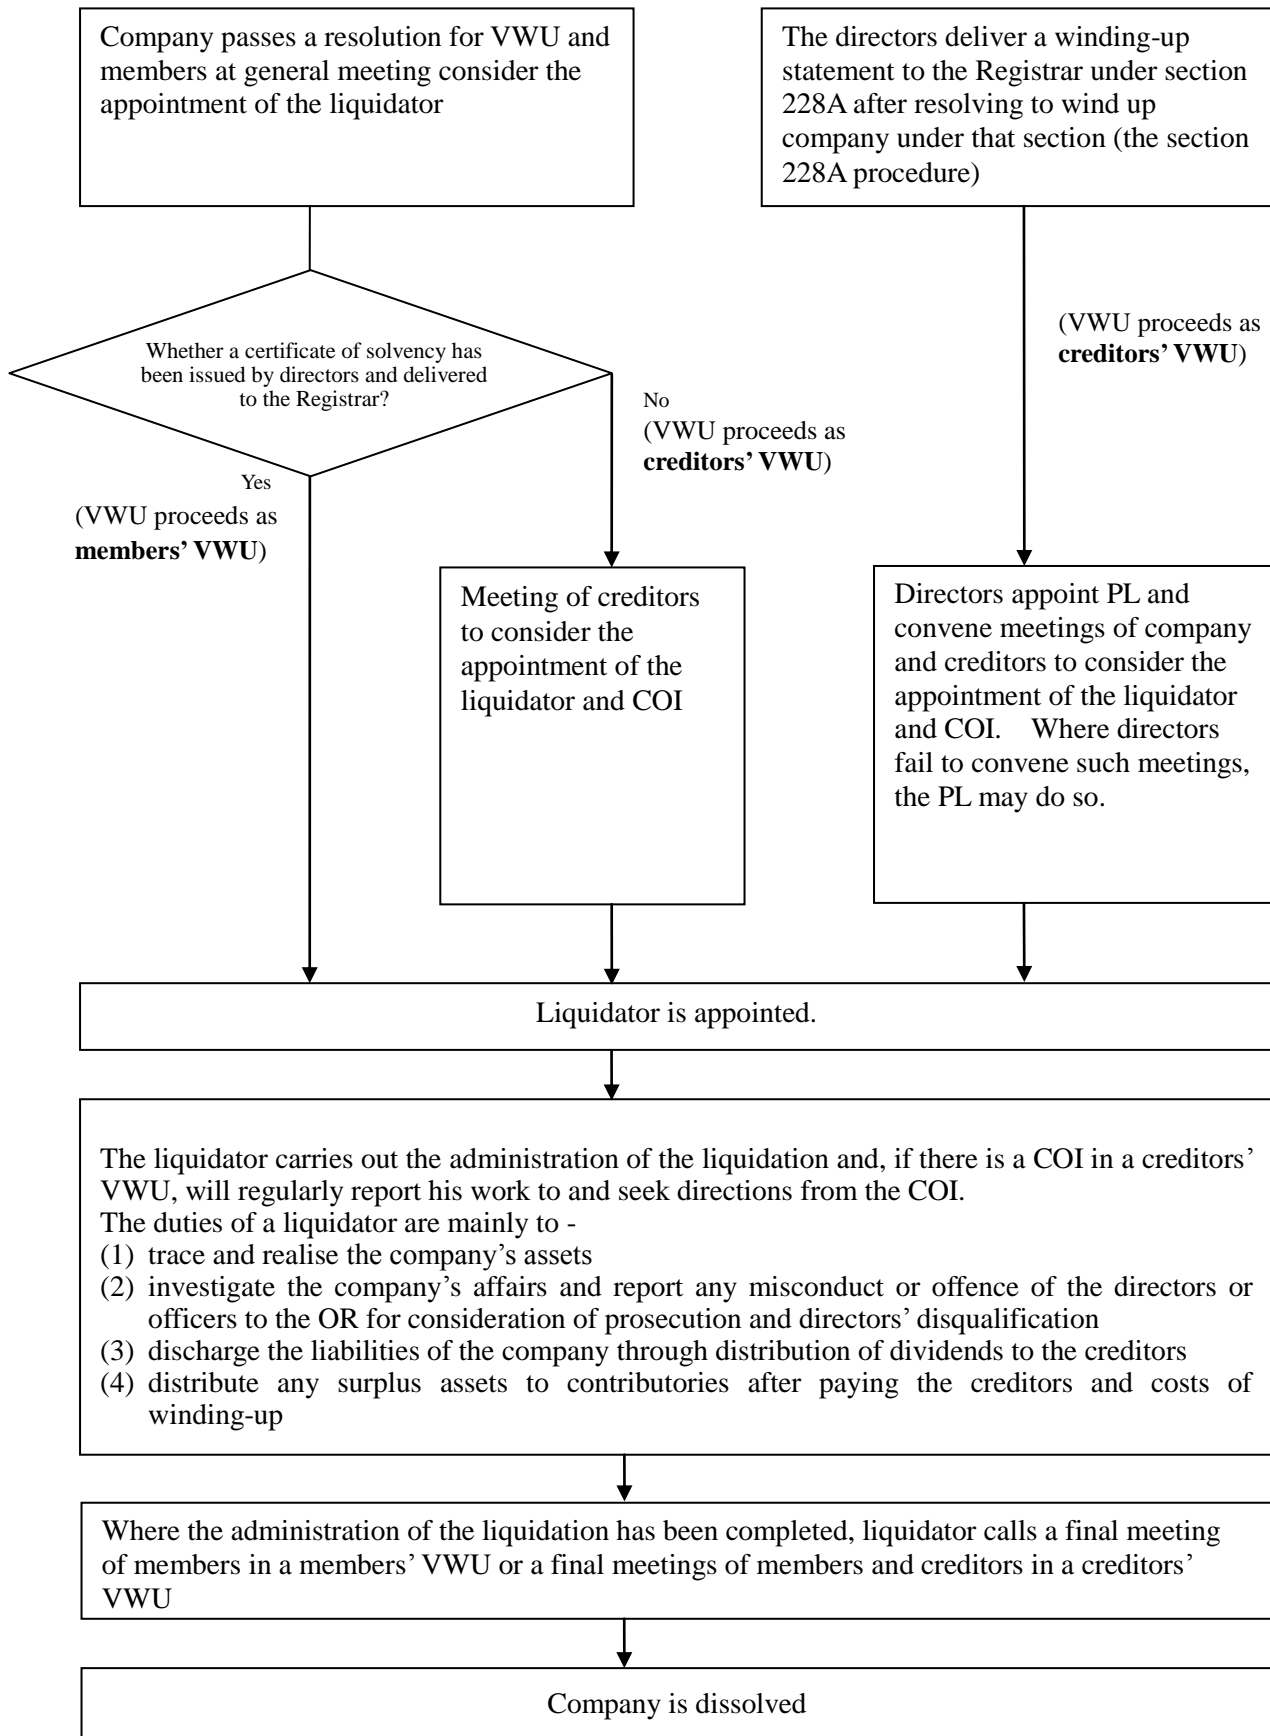 Company passes a resolution for VWU and
members at general meeting consider the
appointment of the liquidator
The directors deliver a winding-up
statement to the Registrar under section
228A after resolving to wind up
company under that section (the section
228A procedure)
Whether a certificate of solvency has
been issued by directors and delivered
to the Registrar?
(VWU proceeds as
creditors’ VWU)
No
(VWU proceeds as
creditors’ VWU)
Yes
(VWU proceeds as
members’ VWU)
Meeting of creditors
to consider the
appointment of the
liquidator and COI
Directors appoint PL and
convene meetings of company
and creditors to consider the
appointment of the liquidator
and COI. Where directors
fail to convene such meetings,
the PL may do so.
Liquidator is appointed.
The liquidator carries out the administration of the liquidation and, if there is a COI in a creditors’
VWU, will regularly report his work to and seek directions from the COI.
The duties of a liquidator are mainly to -
(1) trace and realise the company’s assets
(2) investigate the company’s affairs and report any misconduct or offence of the directors or
officers to the OR for consideration of prosecution and directors’ disqualification
(3) discharge the liabilities of the company through distribution of dividends to the creditors
(4) distribute any surplus assets to contributories after paying the creditors and costs of
winding-up
Where the administration of the liquidation has been completed, liquidator calls a final meeting
of members in a members’ VWU or a final meetings of members and creditors in a creditors’
VWU
Company is dissolved